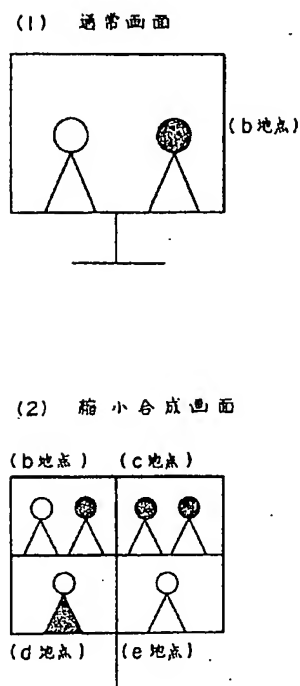 (1) 通常画面
(b地点)
(2) 縮小合成画面
(b地点) (c地点)
(d地点) (e地点)